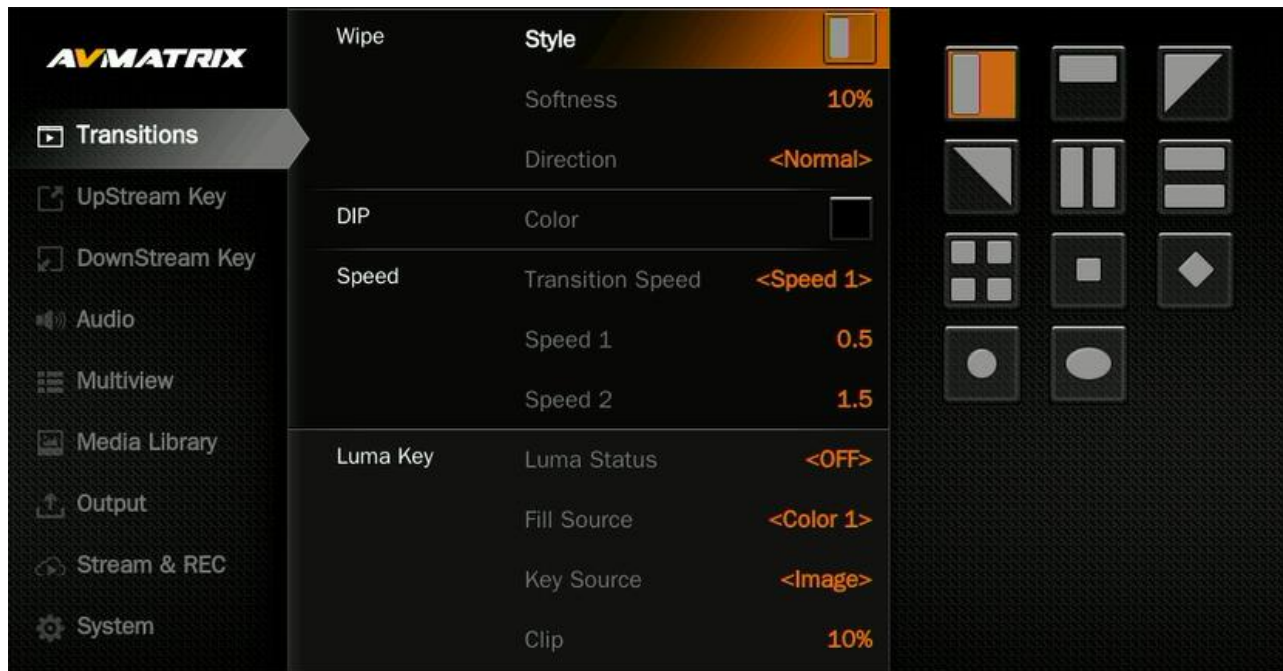 AVMATRIX
Transitions
UpStream Key
DownStream Key
Audio
Multiview
Media Library
Output
Stream & REC
System
Wipe Style
Softness 10%
Direction <Normal>
DIP Color
Speed Transition Speed <Speed 1>
Speed 1 0.5
Speed 2 1.5
Luma Key Luma Status <OFF>
Fill Source <Color 1>
Key Source <Image>
Clip 10%